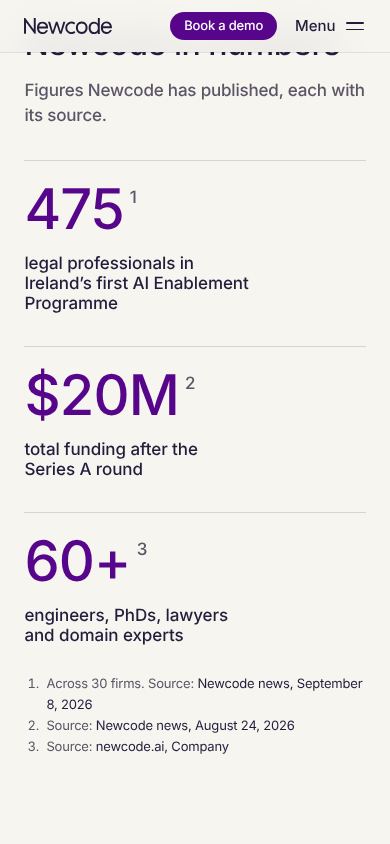 Newcode
Book a demo
Menu
Newcode in numbers
Figures Newcode has published, each with
its source.
475 1
legal professionals in
Ireland’s first AI Enablement
Programme
$20M 2
total funding after the
Series A round
60+ 3
engineers, PhDs, lawyers
and domain experts
1. Across 30 firms. Source: Newcode news, September
8, 2026
2. Source: Newcode news, August 24, 2026
3. Source: newcode.ai, Company